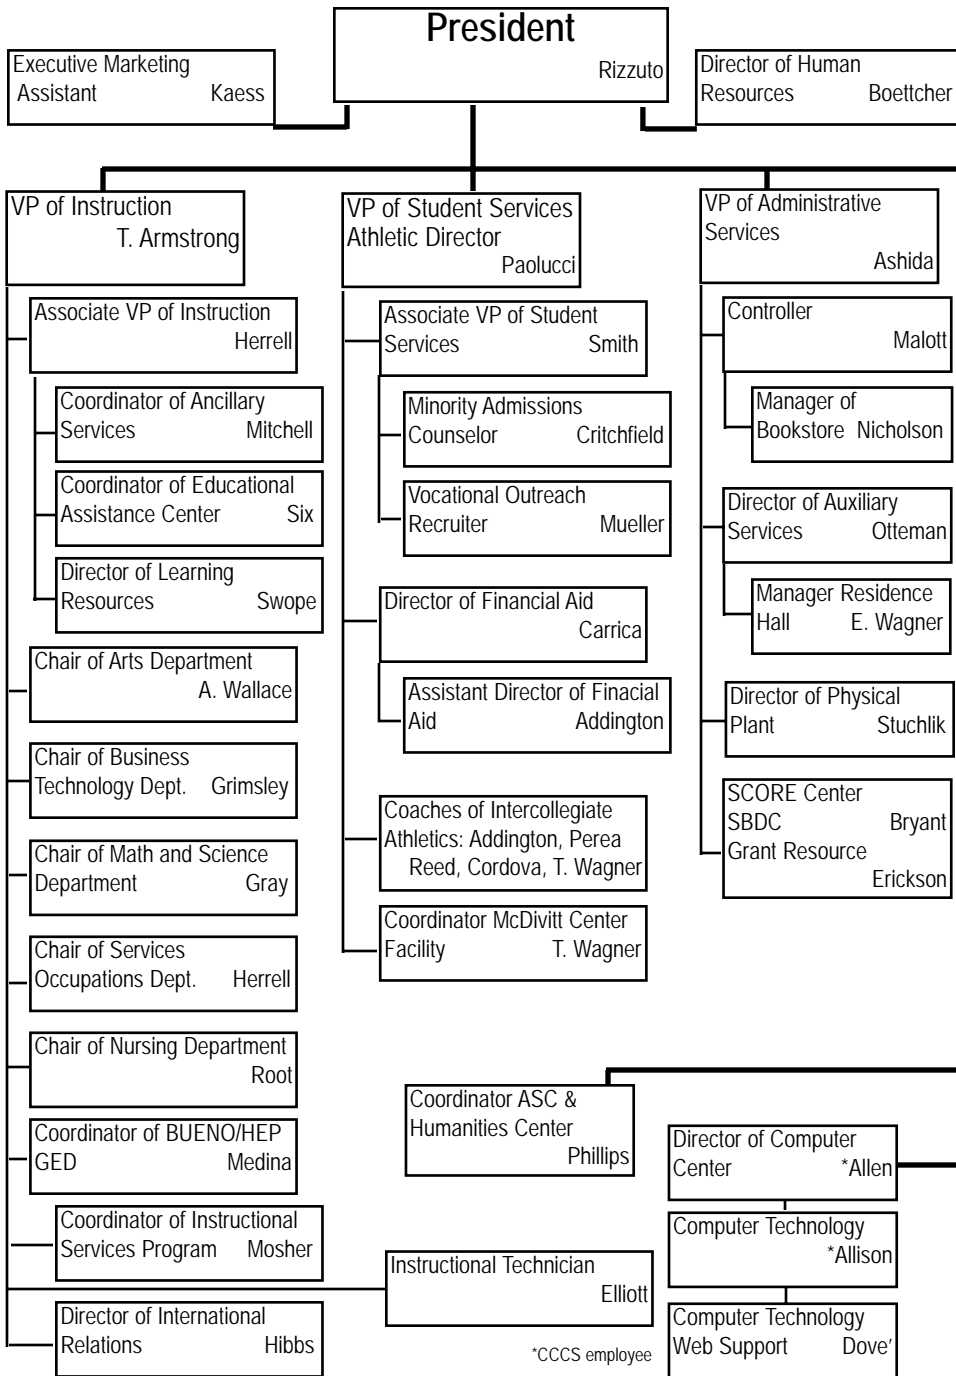 President
Rizzuto
Executive Marketing
Assistant Kaess
Director of Human
Resources Boettcher
VP of Instruction
T. Armstrong
Associate VP of Instruction
Herrell
Coordinator of Ancillary
Services Mitchell
Coordinator of Educational
Assistance Center Six
Director of Learning
Resources Swope
Chair of Arts Department
A. Wallace
Chair of Business
Technology Dept. Grimsley
Chair of Math and Science
Department Gray
Chair of Services
Occupations Dept. Herrell
Chair of Nursing Department
Root
Coordinator of BUENO/HEP
GED Medina
Coordinator of Instructional
Services Program Mosher
Instructional Technician
Elliott
Director of International
Relations Hibbs
VP of Student Services
Athletic Director
Paolucci
Associate VP of Student
Services Smith
Minority Admissions
Counselor Critchfield
Vocational Outreach
Recruiter Mueller
Director of Financial Aid
Carrica
Assistant Director of Finacial
Aid Addington
Coaches of Intercollegiate
Athletics: Addington, Perea
Reed, Cordova, T. Wagner
Coordinator McDivitt Center
Facility T. Wagner
VP of Administrative
Services
Ashida
Controller
Malott
Manager of
Bookstore Nicholson
Director of Auxiliary
Services Otteman
Manager Residence
Hall E. Wagner
Director of Physical
Plant Stuchlik
SCORE Center
SBDC Bryant
Grant Resource
Erickson
Coordinator ASC &
Humanities Center
Phillips
Director of Computer
Center *Allen
Computer Technology
*Allison
Computer Technology
Web Support Dove′
*CCCS employee